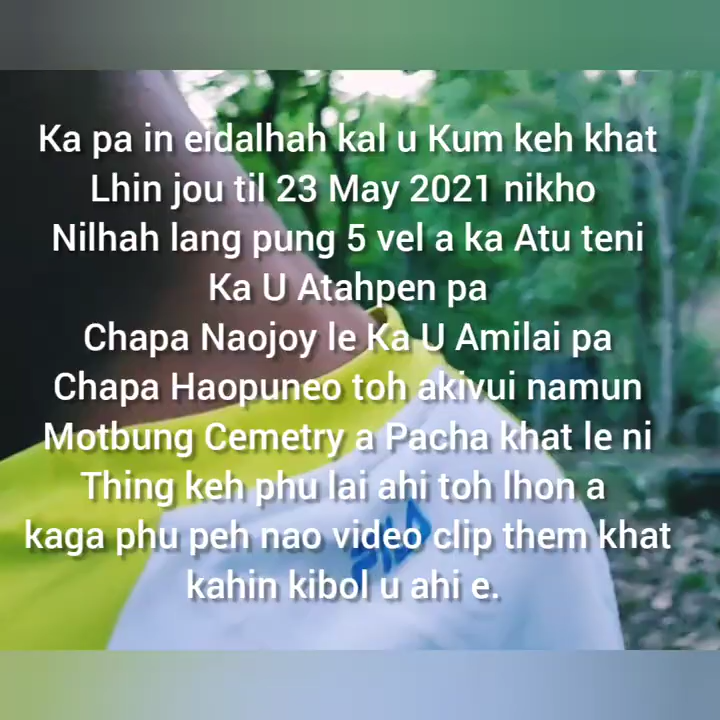 Ka pa in eidalhah kal u Kum keh khat
Lhin jou til 23 May 2021 nikho
Nilhah lang pung 5 vel a ka Atu teni
Ka U Atahpen pa
Chapa Naojoy le Ka U Amilai pa
Chapa Haopuneo toh akivui namun
Motbung Cemetry a Pacha khat le ni
Thing keh phu lai ahi toh lhon a
kaga phu peh nao video clip them khat
kahin kibol u ahi e.